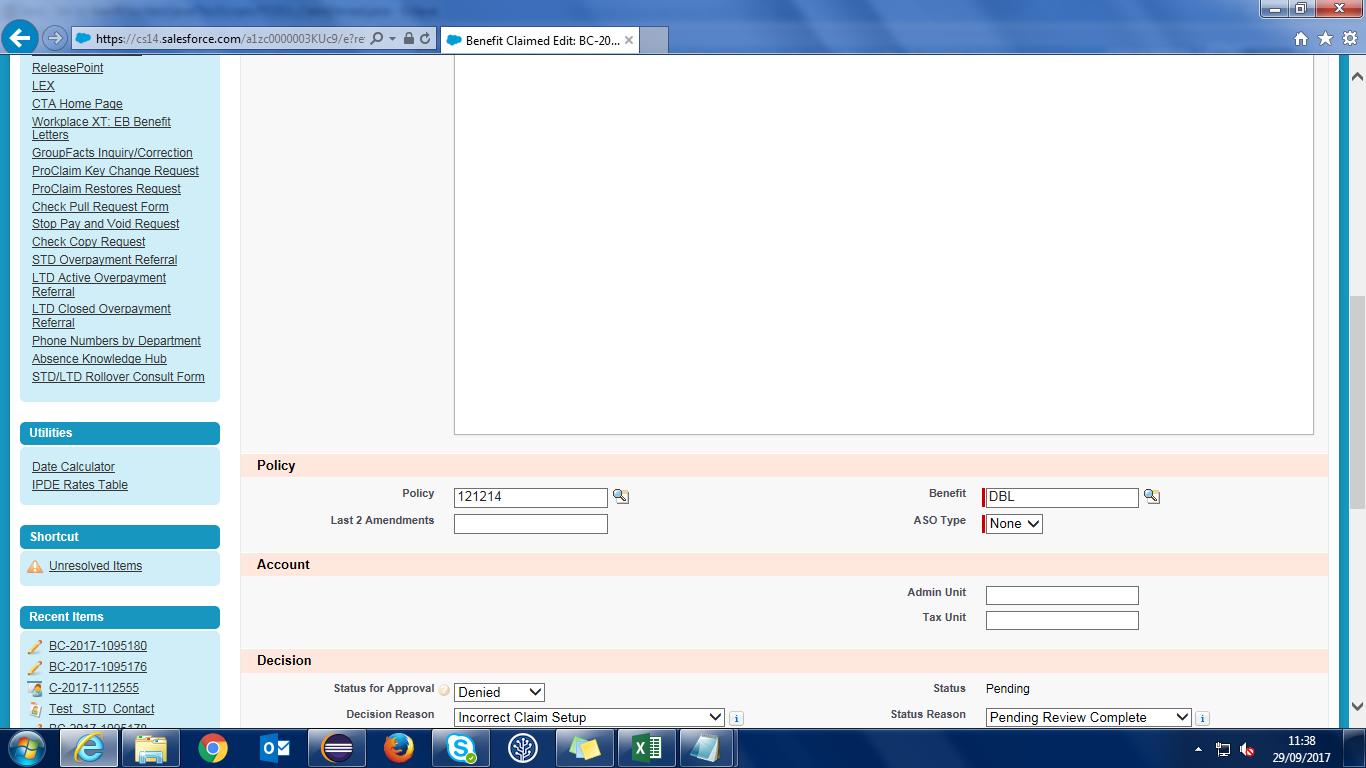 https://cs14.salesforce.com/a1zc0000003KUc9/e?re
Benefit Claimed Edit: BC-20...
ReleasePoint
LEX
CTA Home Page
Workplace XT: EB Benefit
Letters
GroupFacts Inquiry/Correction
ProClaim Key Change Request
ProClaim Restores Request
Check Pull Request Form
Stop Pay and Void Request
Check Copy Request
STD Overpayment Referral
LTD Active Overpayment
Referral
LTD Closed Overpayment
Referral
Phone Numbers by Department
Absence Knowledge Hub
STD/LTD Rollover Consult Form
Utilities
Date Calculator
IPDE Rates Table
Shortcut
Unresolved Items
Recent Items
BC-2017-1095180
BC-2017-1095176
C-2017-1112555
Test STD Contact
BC-2017-1095178
Policy
Policy 121214 Benefit DBL
Last 2 Amendments ASO Type None
Account
Admin Unit
Tax Unit
Decision
Status for Approval Denied Status Pending
Decision Reason Incorrect Claim Setup Status Reason Pending Review Complete
11:38
29/09/2017